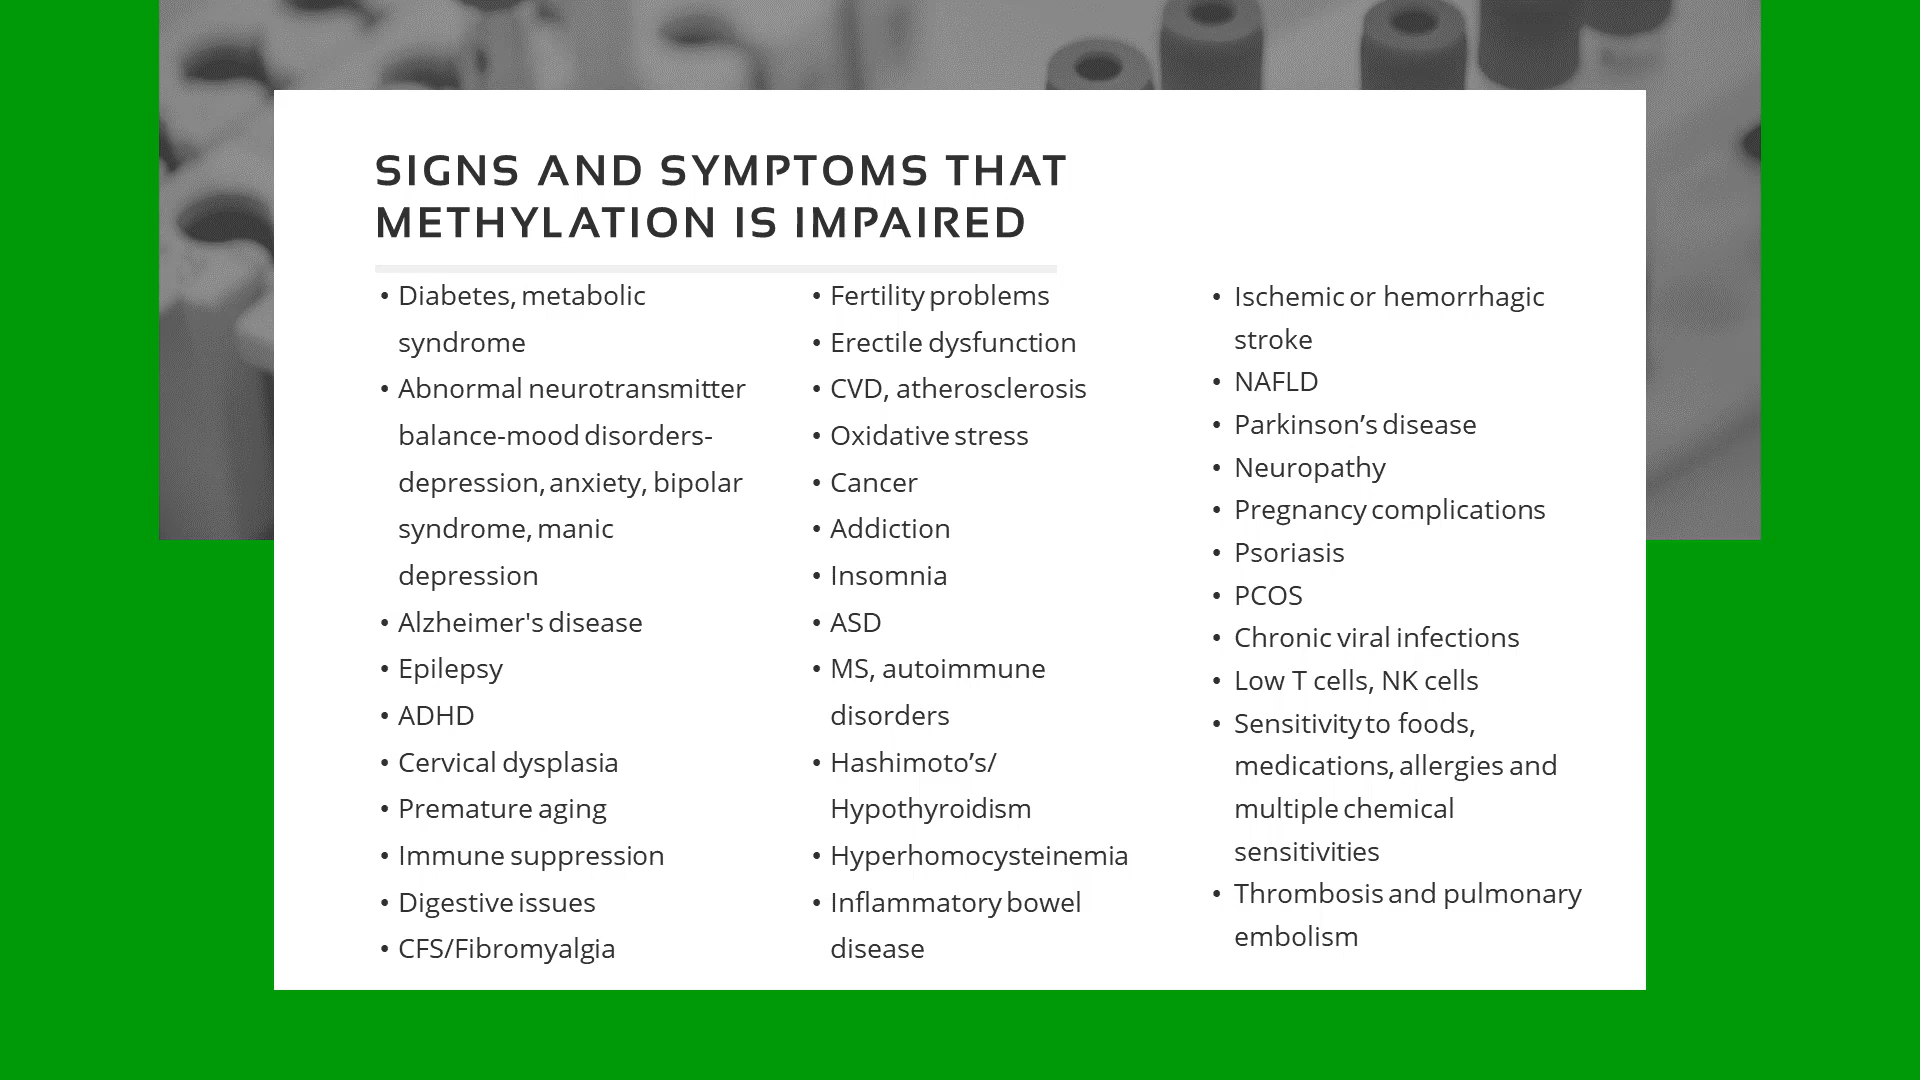 SIGNS AND SYMPTOMS THAT
METHYLATION IS IMPAIRED
• Diabetes, metabolic
syndrome
• Abnormal neurotransmitter
balance-mood disorders-
depression, anxiety, bipolar
syndrome, manic
depression
• Alzheimer's disease
• Epilepsy
• ADHD
• Cervical dysplasia
• Premature aging
• Immune suppression
• Digestive issues
• CFS/Fibromyalgia
• Fertility problems
• Erectile dysfunction
• CVD, atherosclerosis
• Oxidative stress
• Cancer
• Addiction
• Insomnia
• ASD
• MS, autoimmune
disorders
• Hashimoto’s/
Hypothyroidism
• Hyperhomocysteinemia
• Inflammatory bowel
disease
• Ischemic or hemorrhagic
stroke
• NAFLD
• Parkinson’s disease
• Neuropathy
• Pregnancy complications
• Psoriasis
• PCOS
• Chronic viral infections
• Low T cells, NK cells
• Sensitivity to foods,
medications, allergies and
multiple chemical
sensitivities
• Thrombosis and pulmonary
embolism